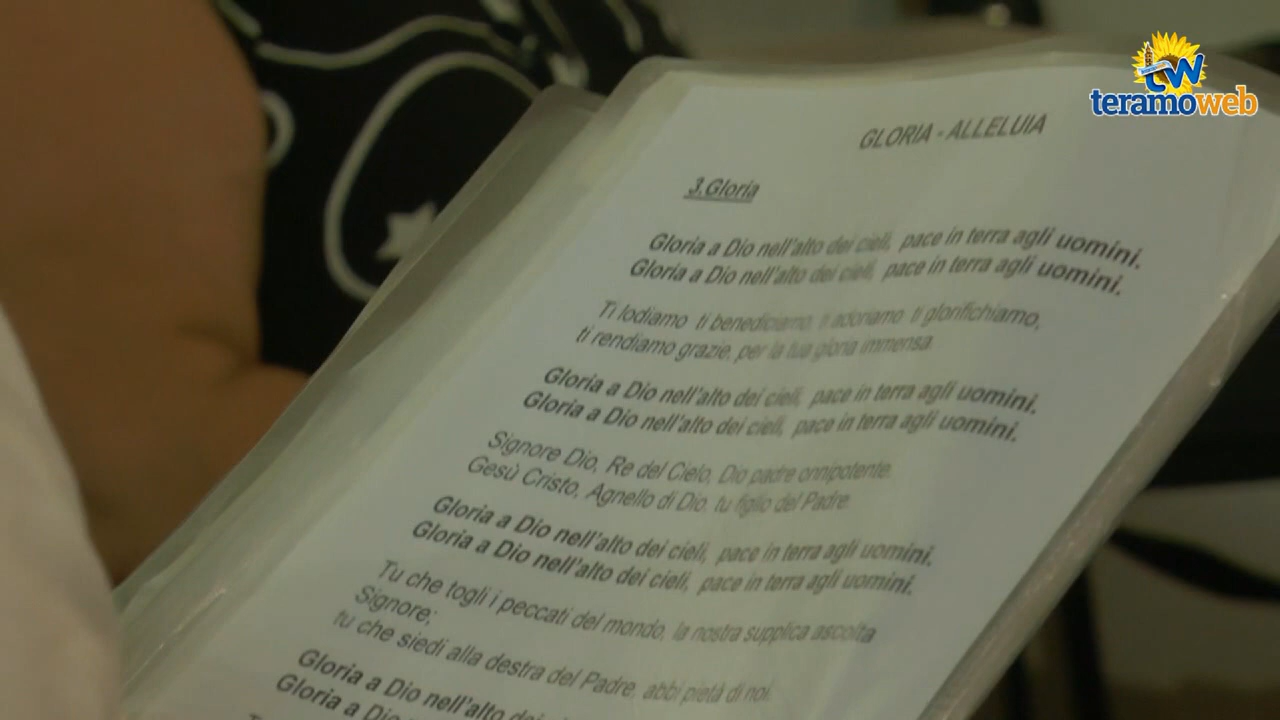 tw
teramoweb
GLORIA - ALLELUIA
3.Gloria
Gloria a Dio nell'alto dei cieli, pace in terra agli uomini.
Gloria a Dio nell'alto dei cieli, pace in terra agli uomini.
Ti lodiamo ti benediciamo, ti adoriamo ti glorifichiamo,
ti rendiamo grazie, per la tua gloria immensa
Gloria a Dio nell'alto dei cieli, pace in terra agli uomini.
Gloria a Dio nell'alto dei cieli, pace in terra agli uomini.
Signore Dio, Re del Cielo, Dio padre onnipotente.
Gesù Cristo, Agnello di Dio, tu figlio del Padre.
Gloria a Dio nell'alto dei cieli, pace in terra agli uomini.
Gloria a Dio nell'alto dei cieli, pace in terra agli uomini.
Tu che togli i peccati del mondo, la nostra supplica ascolta
Signore;
tu che siedi alla destra del Padre, abbi pietà di noi.
Gloria a Dio nell'alto dei
Gloria a Dio